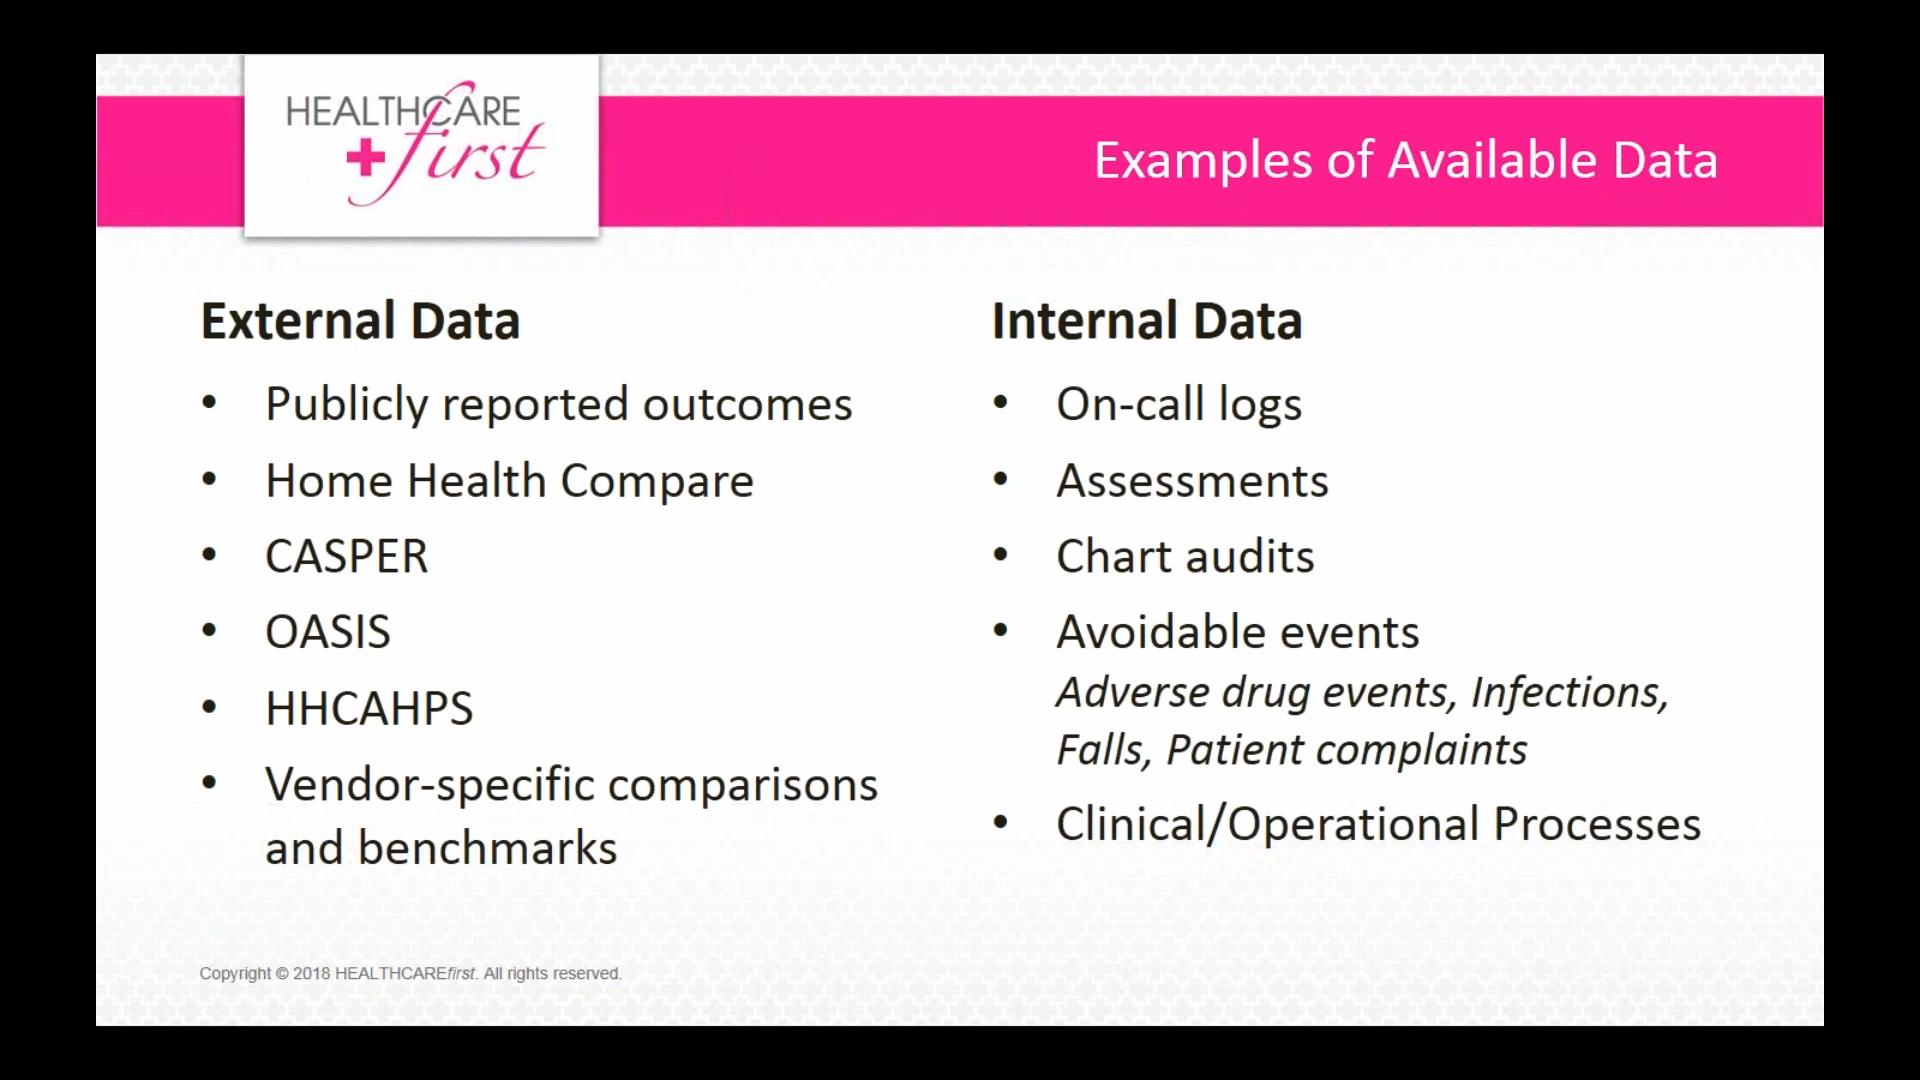 HEALTHCARE
first
Examples of Available Data
External Data
• Publicly reported outcomes
• Home Health Compare
• CASPER
• OASIS
• HHCAHPS
• Vendor-specific comparisons
and benchmarks
Internal Data
• On-call logs
• Assessments
• Chart audits
• Avoidable events
Adverse drug events, Infections,
Falls, Patient complaints
• Clinical/Operational Processes
Copyright © 2018 HEALTHCAREfirst. All rights reserved.